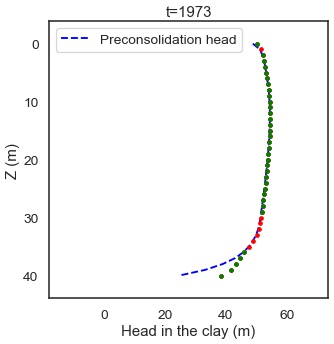 t=1973
Preconsolidation head
0
10
20
30
40
Z (m)
0 20 40 60
Head in the clay (m)